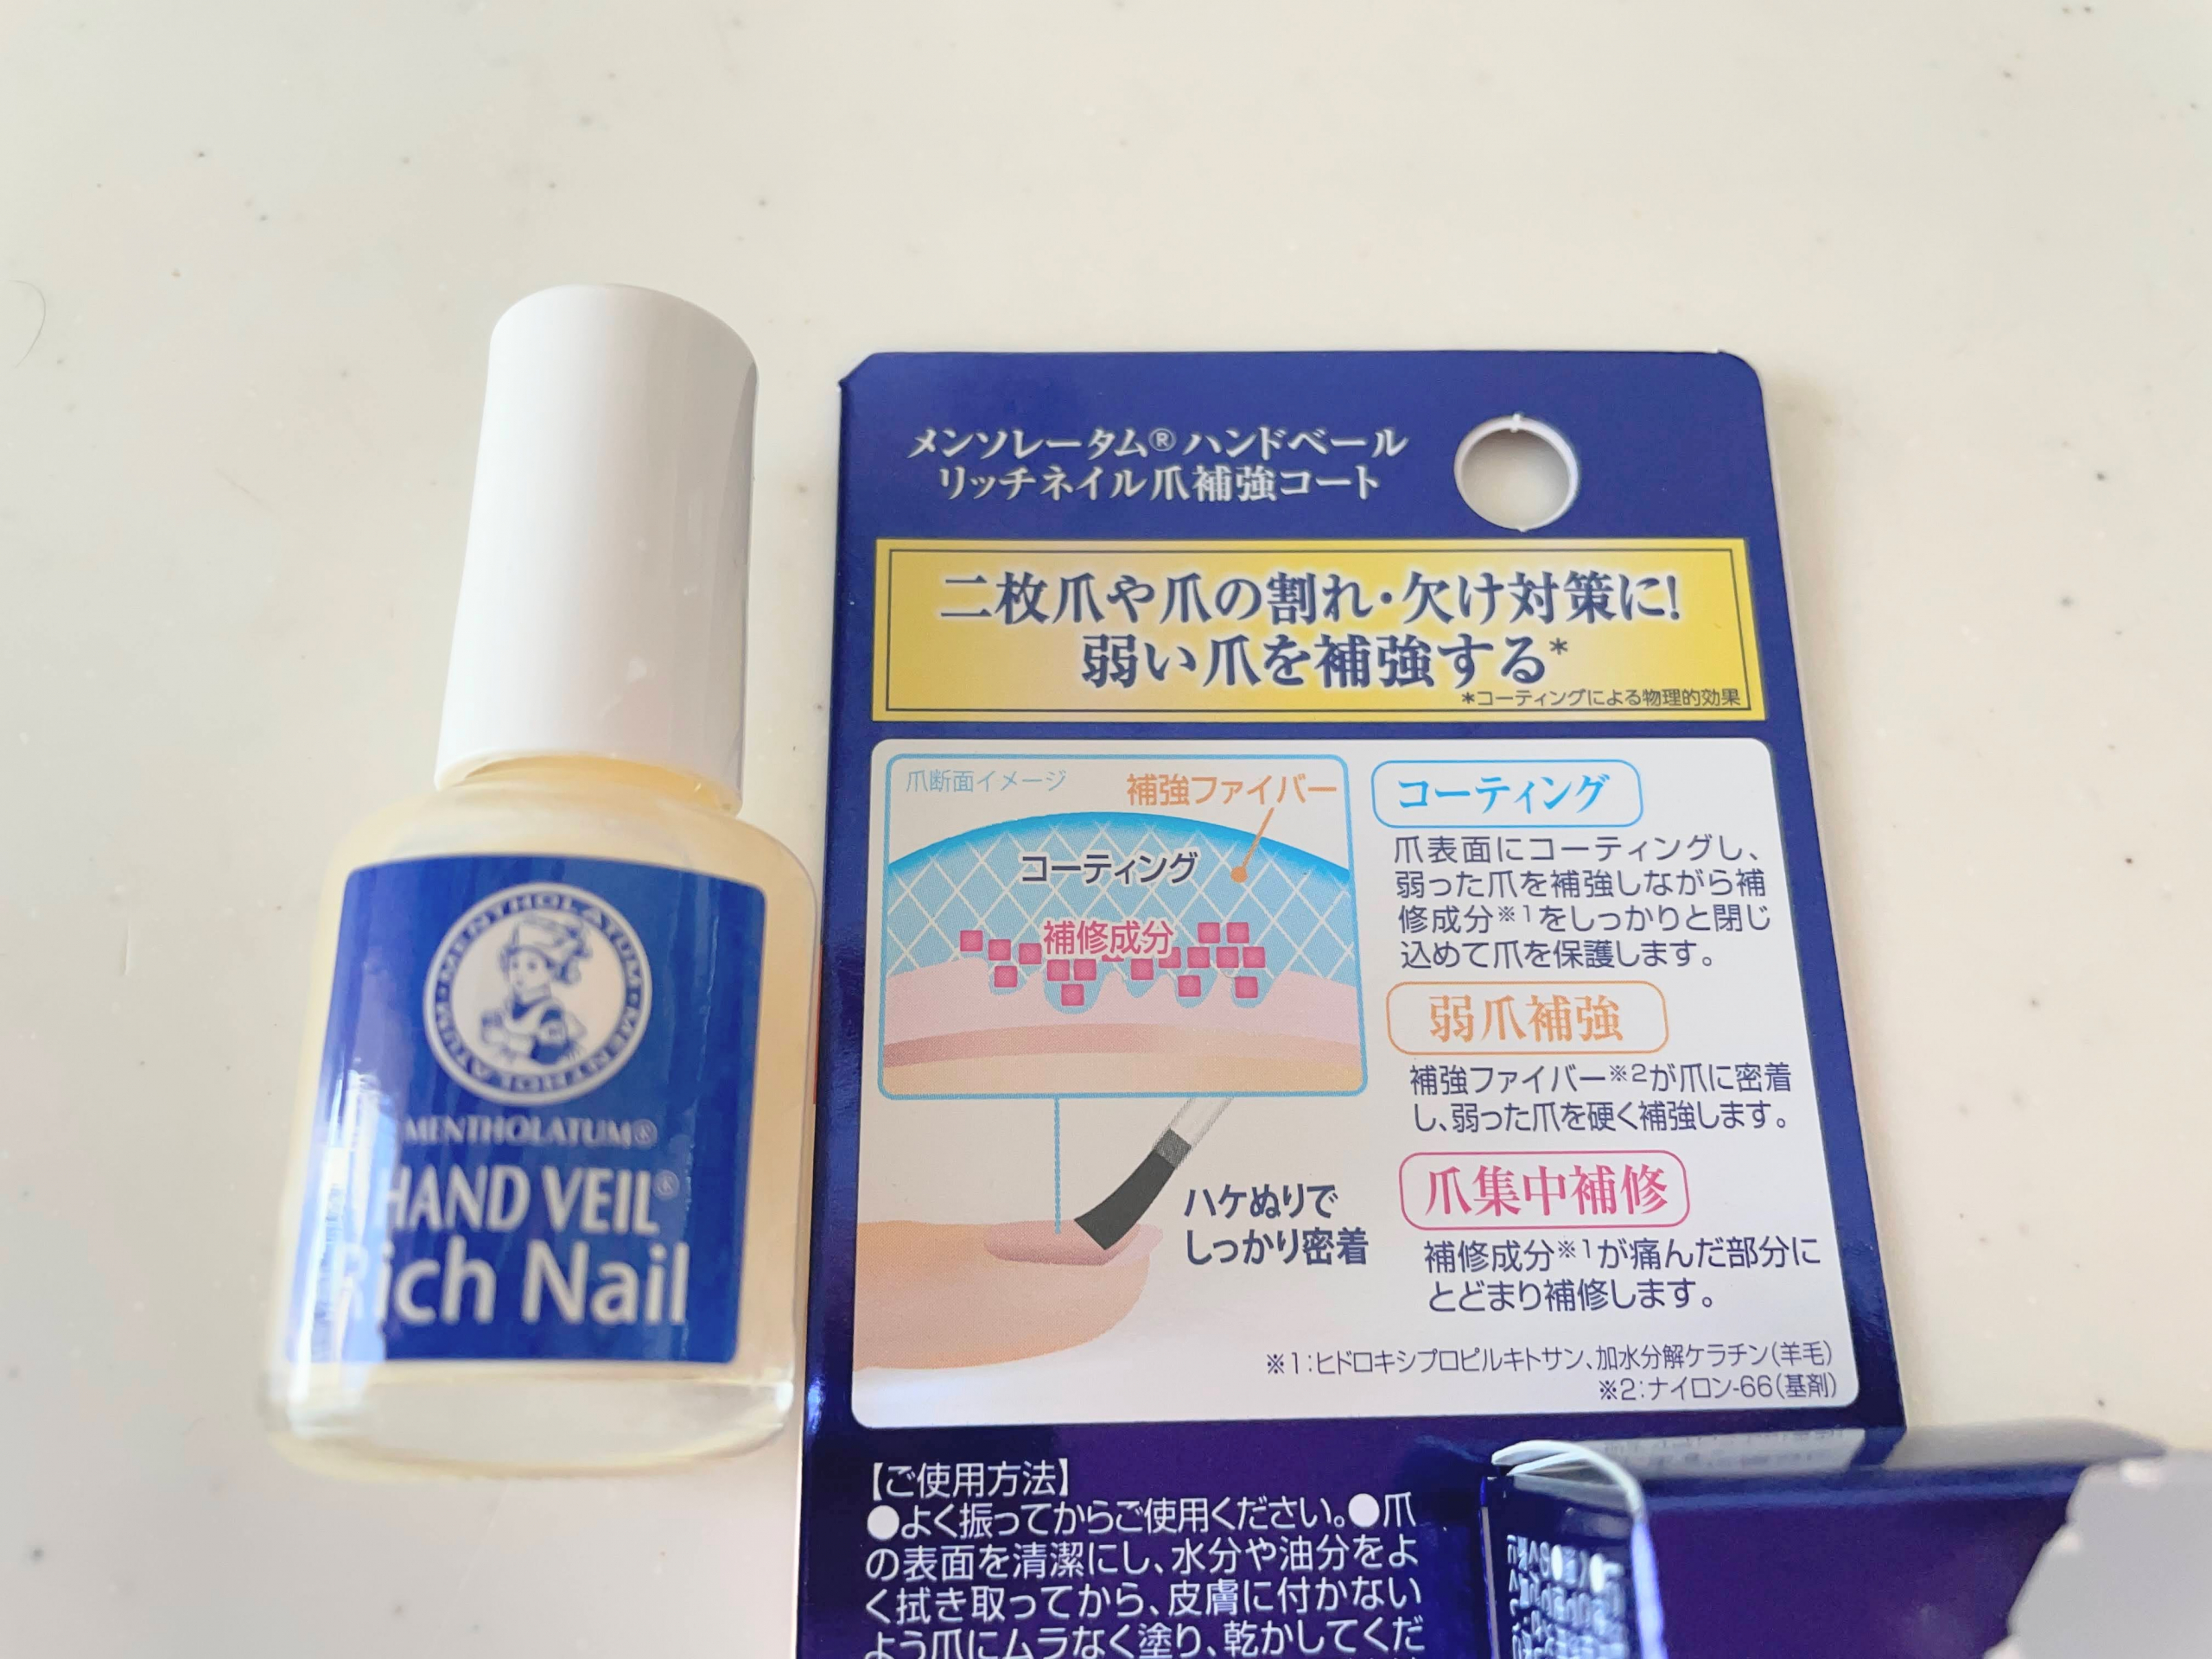 MENTHOLATUM・MENTHOLATUM・
MENTHOLATUM®
HAND VEIL®
Rich Nail
メンソレータム®ハンドベール
リッチネイル爪補強コート
二枚爪や爪の割れ・欠け対策に!
弱い爪を補強する*
*コーティングによる物理的効果
爪断面イメージ
補強ファイバー
コーティング
補修成分
ハケぬりで
しっかり密着
コーティング
爪表面にコーティングし、
弱った爪を補強しながら補
修成分※1をしっかりと閉じ
込めて爪を保護します。
弱爪補強
補強ファイバー※2が爪に密着
し、弱った爪を硬く補強します。
爪集中補修
補修成分※1が痛んだ部分に
とどまり補修します。
※1:ヒドロキシプロピルキトサン、加水分解ケラチン(羊毛)
※2:ナイロン-66(基剤)
【ご使用方法】
●よく振ってからご使用ください。●爪
の表面を清潔にし、水分や油分をよ
く拭き取ってから、皮膚に付かない
よう爪にムラなく塗り、乾かしてくだ